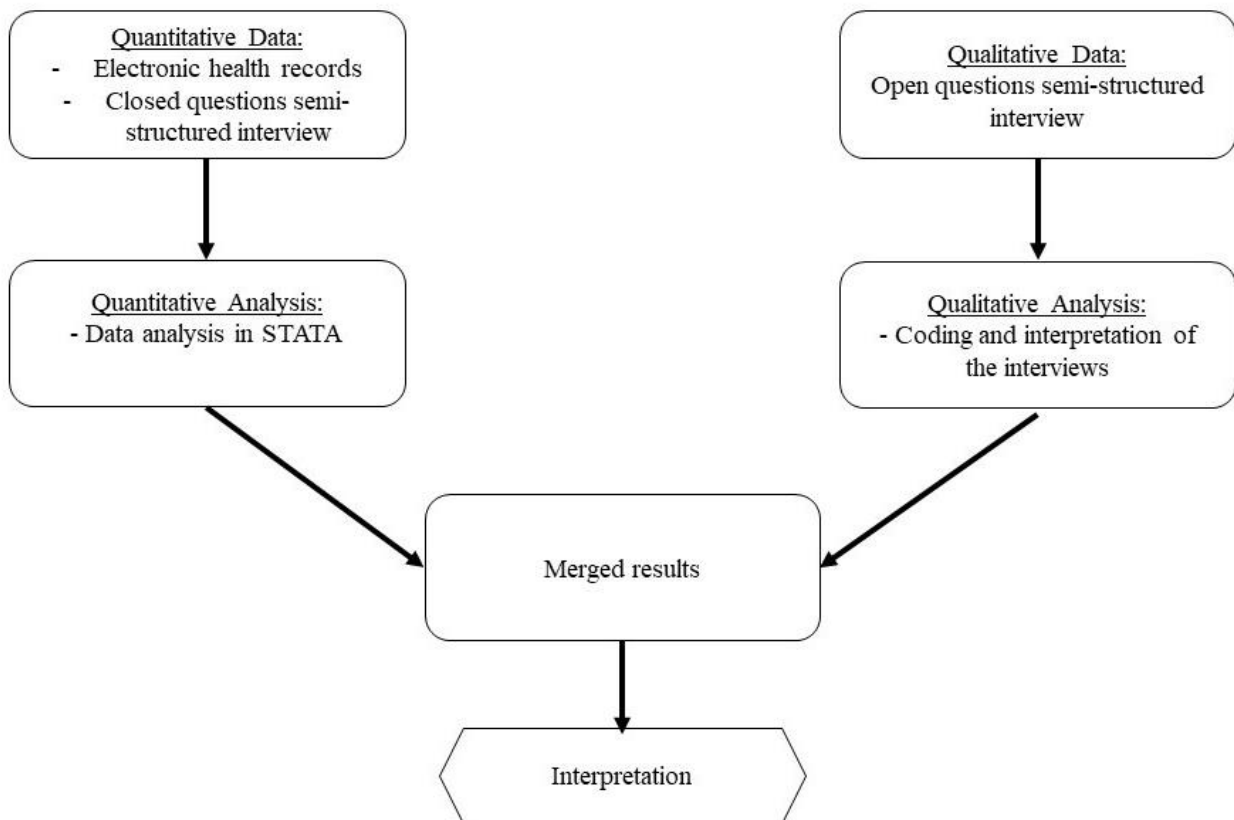 Quantitative Data:
- Electronic health records
- Closed questions semi-
structured interview
Qualitative Data:
Open questions semi-structured
interview
Quantitative Analysis:
- Data analysis in STATA
Qualitative Analysis:
- Coding and interpretation of
the interviews
Merged results
Interpretation